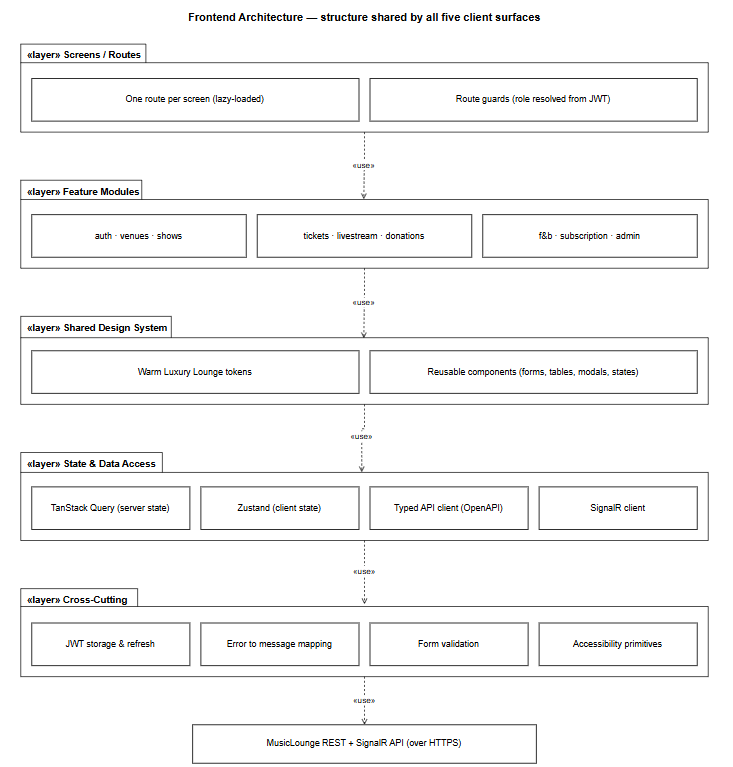 Frontend Architecture — structure shared by all five client surfaces
«layer» Screens / Routes
One route per screen (lazy-loaded)
Route guards (role resolved from JWT)
«use»
«layer» Feature Modules
auth · venues · shows
tickets · livestream · donations
f&b · subscription · admin
«use»
«layer» Shared Design System
Warm Luxury Lounge tokens
Reusable components (forms, tables, modals, states)
«use»
«layer» State & Data Access
TanStack Query (server state)
Zustand (client state)
Typed API client (OpenAPI)
SignalR client
«use»
«layer» Cross-Cutting
JWT storage & refresh
Error to message mapping
Form validation
Accessibility primitives
«use»
MusicLounge REST + SignalR API (over HTTPS)